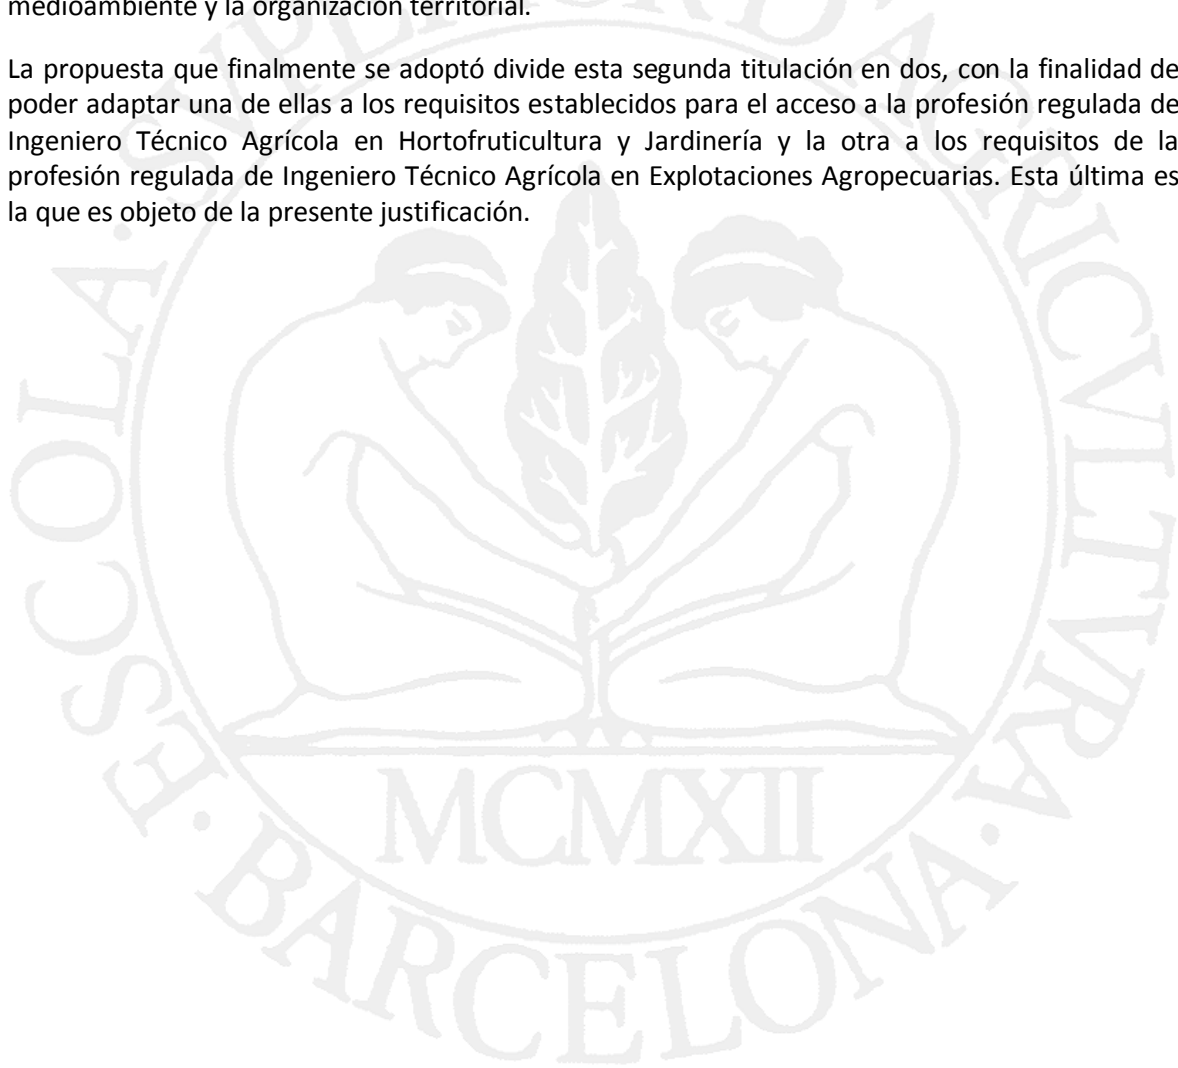 medioambiente y la organización territorial.
La propuesta que finalmente se adoptó divide esta segunda titulación en dos, con la finalidad de
poder adaptar una de ellas a los requisitos establecidos para el acceso a la profesión regulada de
Ingeniero Técnico Agrícola en Hortofruticultura y Jardinería y la otra a los requisitos de la
profesión regulada de Ingeniero Técnico Agrícola en Explotaciones Agropecuarias. Esta última es
la que es objeto de la presente justificación.
ESCOLA · SVPERIOR D'AGRICVLTVRA · BARCELONA ·
MCMXII